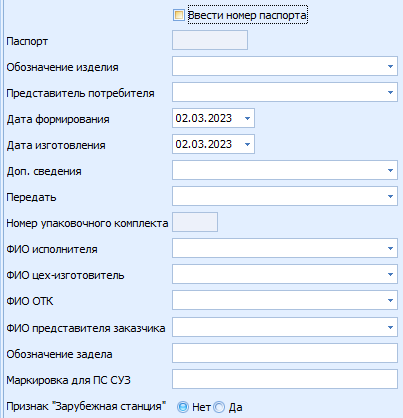 Ввести номер паспорта
Паспорт
Обозначение изделия
Представитель потребителя
Дата формирования 02.03.2023
Дата изготовления 02.03.2023
Доп. сведения
Передать
Номер упаковочного комплекта
ФИО исполнителя
ФИО цех-изготовитель
ФИО ОТК
ФИО представителя заказчика
Обозначение задела
Маркировка для ПС СУЗ
Признак "Зарубежная станция" Нет Да